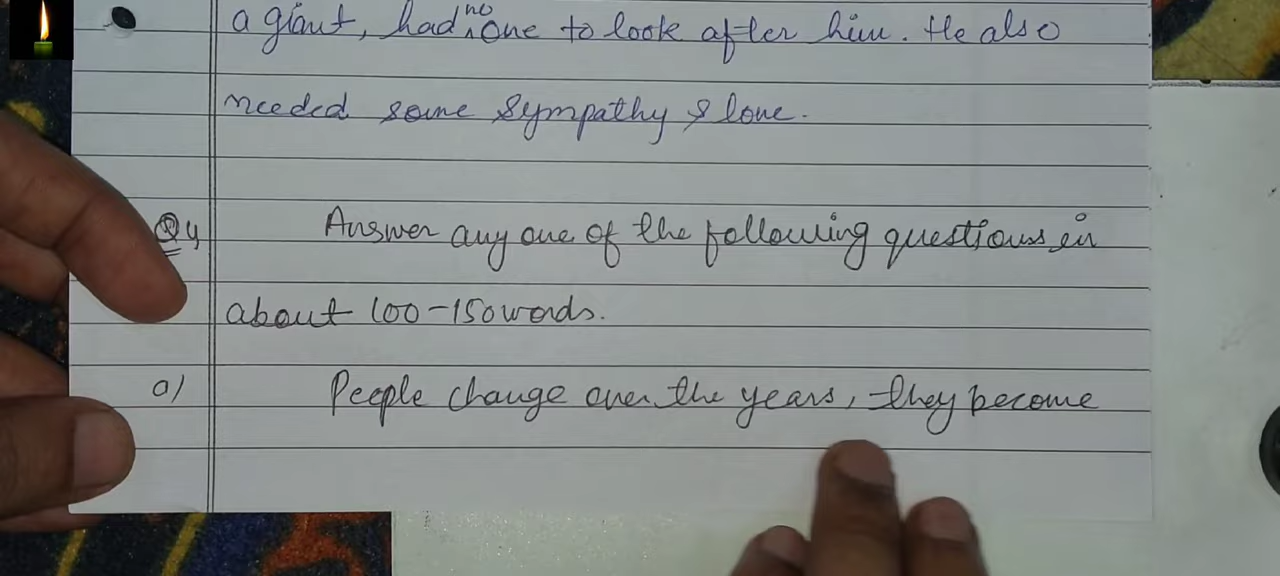 a giant, had no one to look after him. He also
needed some sympathy & love.
Q4 Answer any one of the following questions in
about 100-150 words.
a) People change over the years, they become